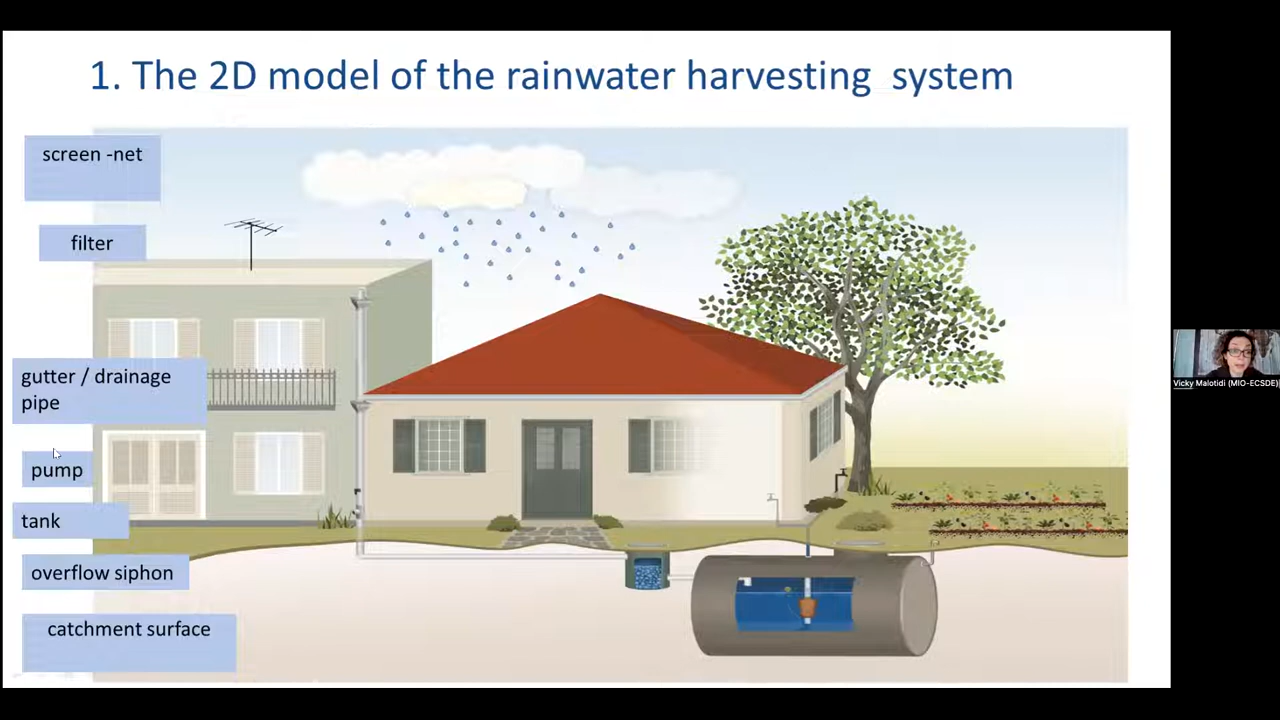 1. The 2D model of the rainwater harvesting system
screen -net
filter
gutter / drainage
pipe
pump
tank
overflow siphon
catchment surface
Vicky Malotidi (MIO-ECSDE)